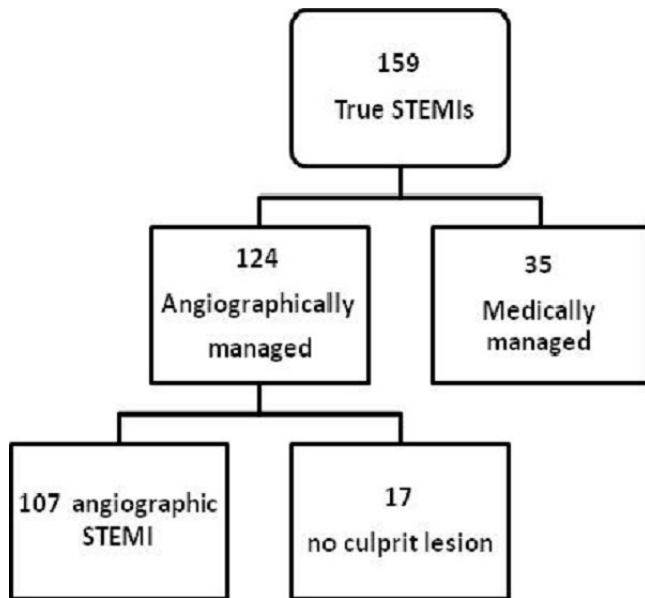 159
True STEMIs
124
Angiographically
managed
35
Medically
managed
107 angiographic
STEMI
17
no culprit lesion